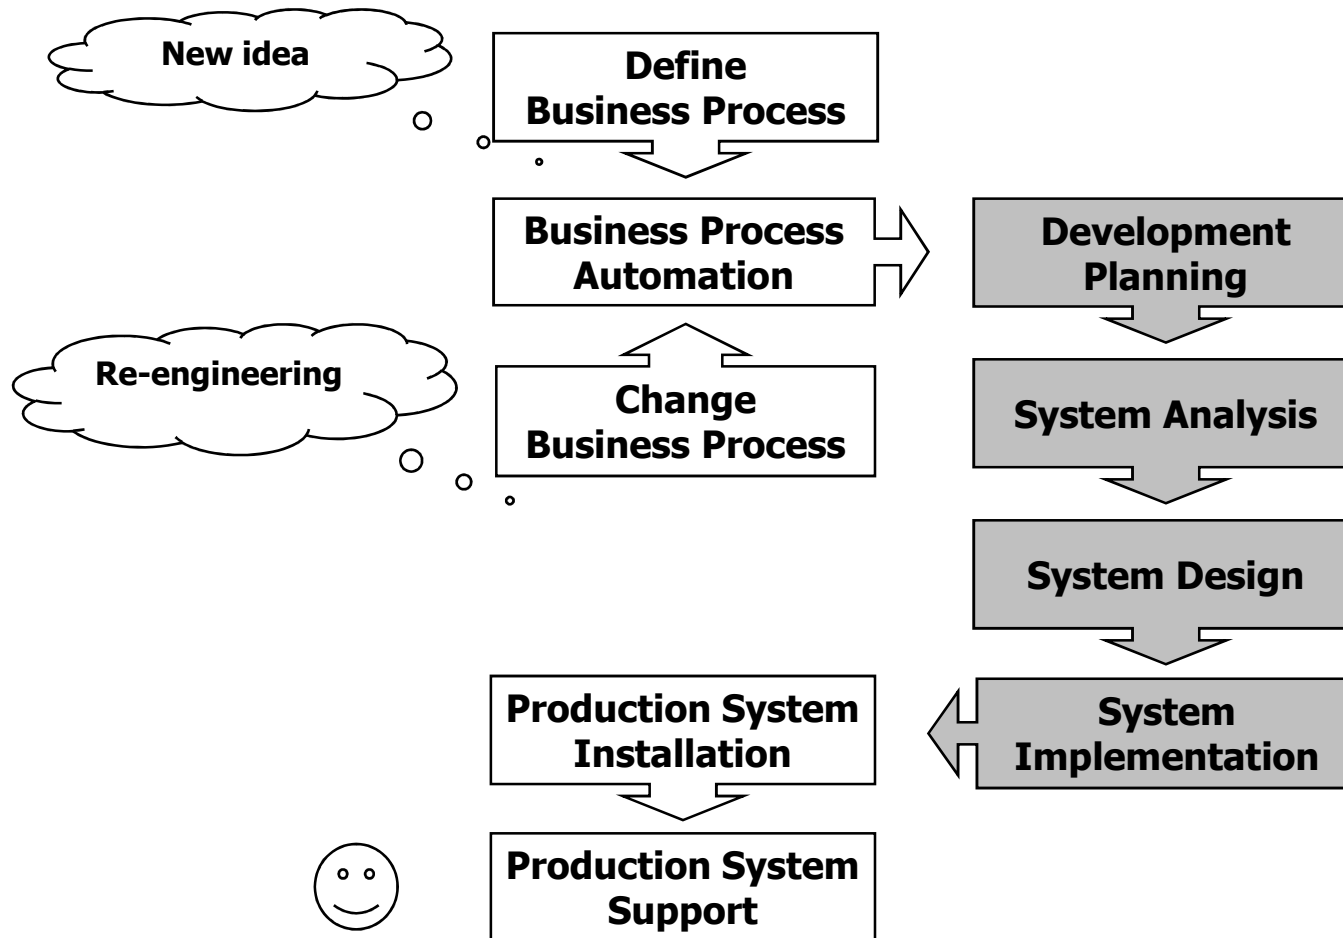 New idea
Define
Business Process
Business Process
Automation
Development
Planning
Re-engineering
Change
Business Process
System Analysis
System Design
Production System
Installation
System
Implementation
Production System
Support